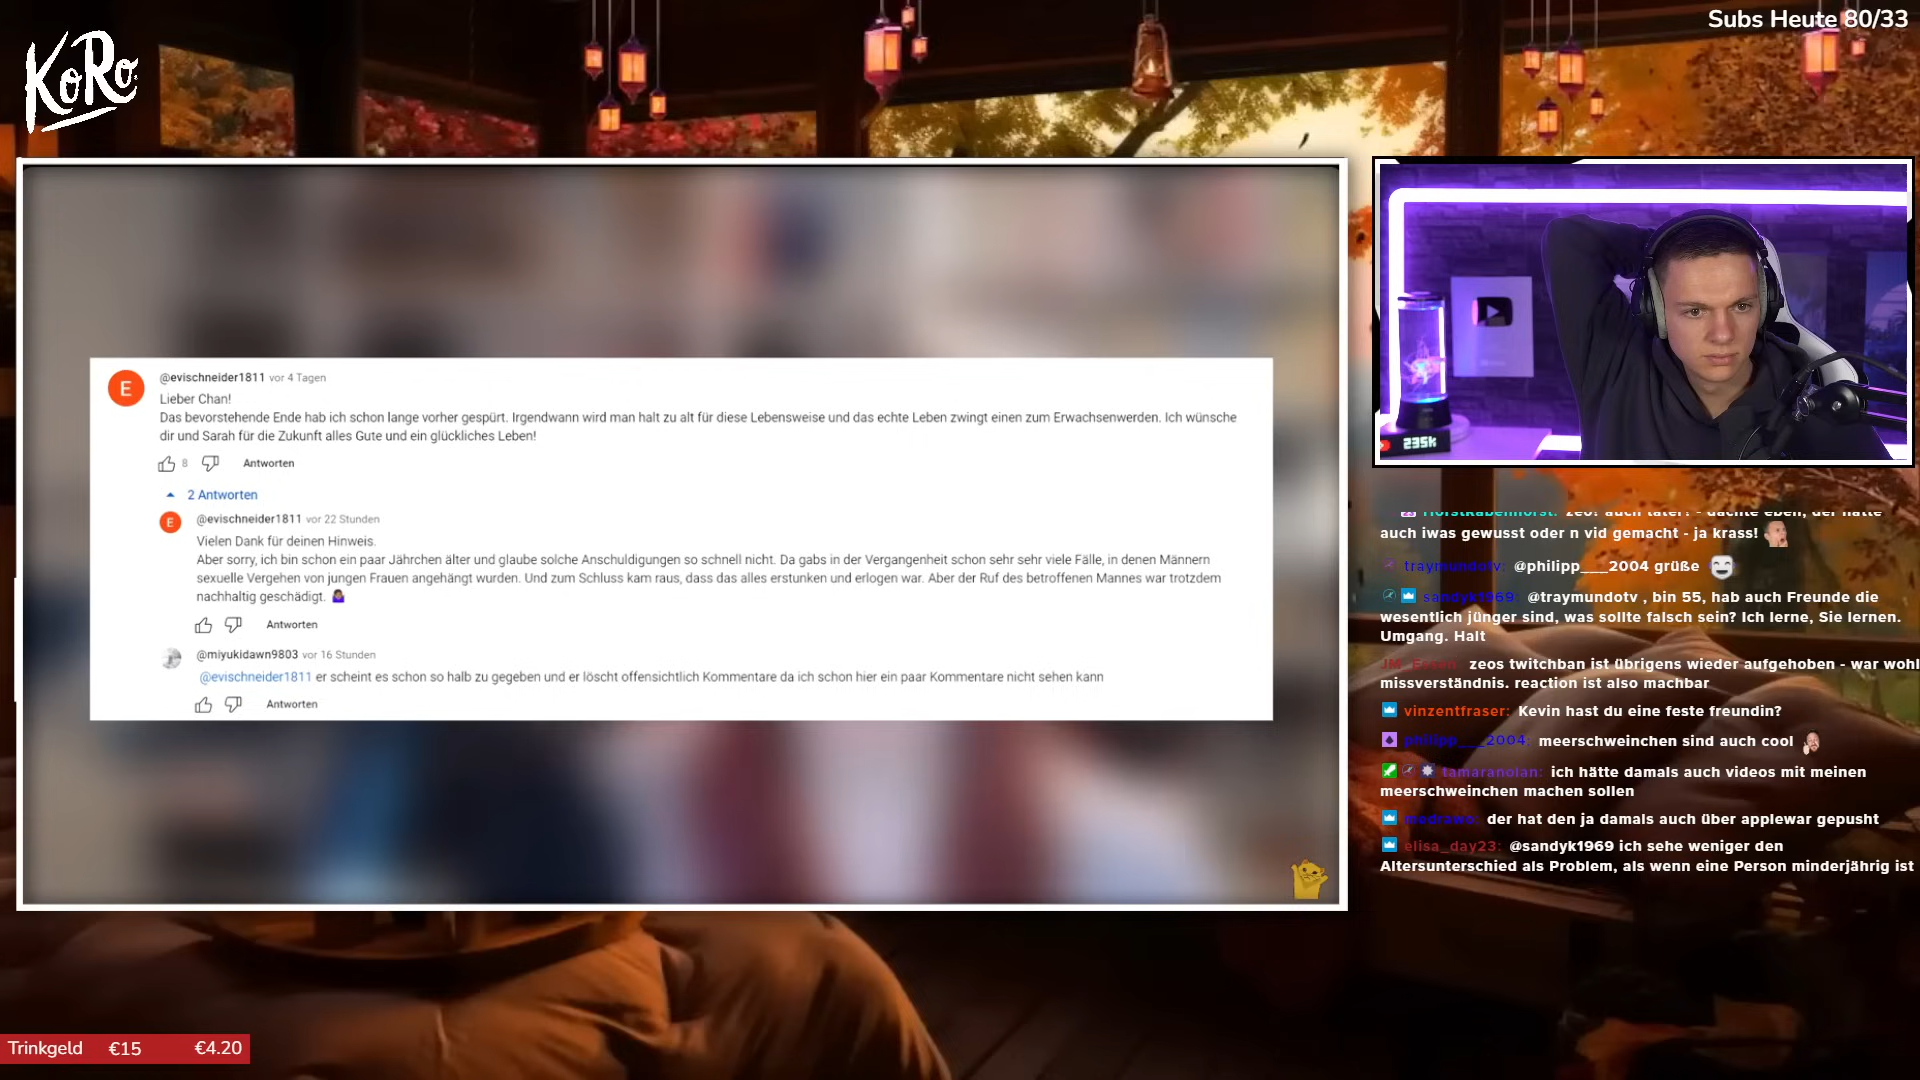 Subs Heute 80/33
KoRo
@evischneider1811 vor 4 Tagen
Lieber Chan!
Das bevorstehende Ende hab ich schon lange vorher gespürt. Irgendwann wird man halt zu alt für diese Lebensweise und das echte Leben zwingt einen zum Erwachsenwerden. Ich wünsche
dir und Sarah für die Zukunft alles Gute und ein glückliches Leben!
8 Antworten
2 Antworten
E
E
@evischneider1811 vor 22 Stunden
Vielen Dank für deinen Hinweis.
Aber sorry, ich bin schon ein paar Jährchen älter und glaube solche Anschuldigungen so schnell nicht. Da gabs in der Vergangenheit schon sehr sehr viele Fälle, in denen Männern
sexuelle Vergehen von jungen Frauen angehängt wurden. Und zum Schluss kam raus, dass das alles erstunken und erlogen war. Aber der Ruf des betroffenen Mannes war trotzdem
nachhaltig geschädigt.
Antworten
@miyukidawn9803 vor 16 Stunden
@evischneider1811 er scheint es schon so halb zu gegeben und er löscht offensichtlich Kommentare da ich schon hier ein paar Kommentare nicht sehen kann
Antworten
235k
HorstRabenhorst: zeo? auch täter? - dachte eben, der hätte
auch iwas gewusst oder n vid gemacht - ja krass!
traymundotv: @philipp___2004 grüße
sandyk1969: @traymundotv , bin 55, hab auch Freunde die
wesentlich jünger sind, was sollte falsch sein? Ich lerne, Sie lernen.
Umgang. Halt
zeos twitchban ist übrigens wieder aufgehoben - war wohl
missverständnis. reaction ist also machbar
vinzentfraser: Kevin hast du eine feste freundin?
philipp___2004: meerschweinchen sind auch cool
tamaranolan: ich hätte damals auch videos mit meinen
meerschweinchen machen sollen
medrawo: der hat den ja damals auch über applewar gepusht
elisa_day23: @sandyk1969 ich sehe weniger den
Altersunterschied als Problem, als wenn eine Person minderjährig ist
Trinkgeld €15 €4.20